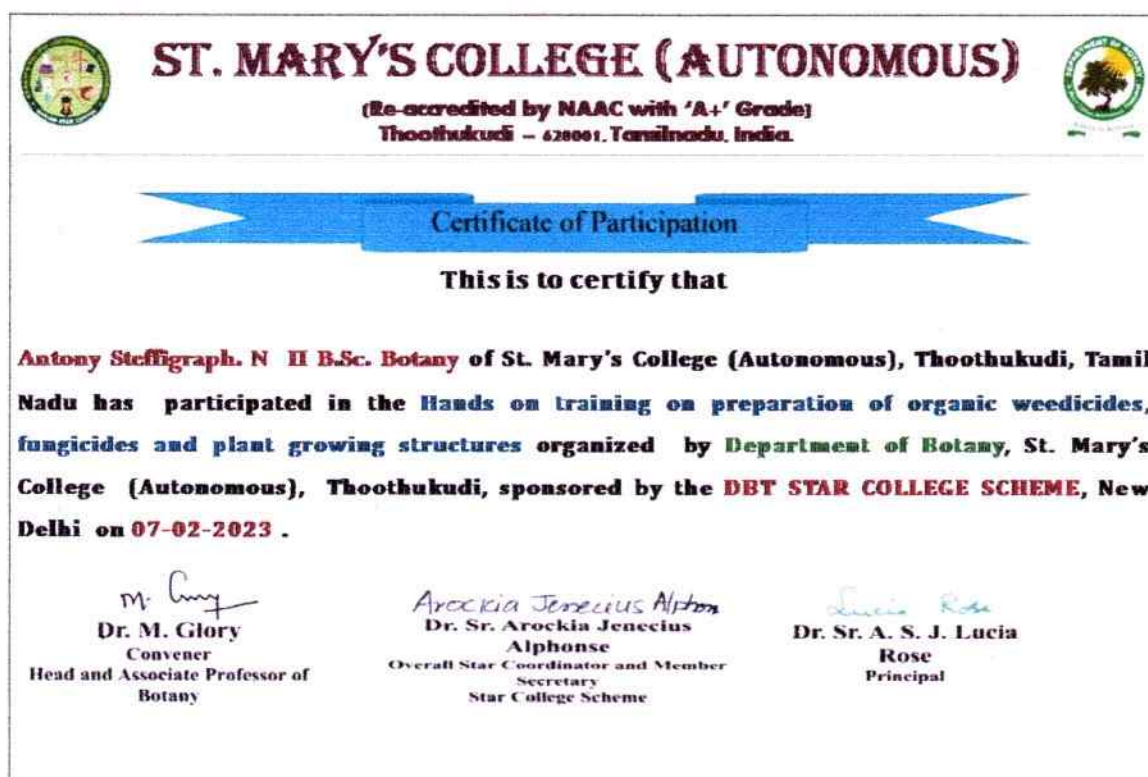 ST. MARY'S COLLEGE (AUTONOMOUS)
(Re-accredited by NAAC with 'A+' Grade)
Thoothukudi – 628001, Tamilnadu, India.
Certificate of Participation
This is to certify that
Antony Steffigraph. N II B.Sc. Botany of St. Mary's College (Autonomous), Thoothukudi, Tamil
Nadu has participated in the Hands on training on preparation of organic weedicides,
fungicides and plant growing structures organized by Department of Botany, St. Mary's
College (Autonomous), Thoothukudi, sponsored by the DBT STAR COLLEGE SCHEME, New
Delhi on 07-02-2023 .
M. Glory
Dr. M. Glory
Convener
Head and Associate Professor of
Botany
Arockia Jenecius Alphon
Dr. Sr. Arockia Jenecius
Alphonse
Overall Star Coordinator and Member
Secretary
Star College Scheme
Lucia Rose
Dr. Sr. A. S. J. Lucia
Rose
Principal